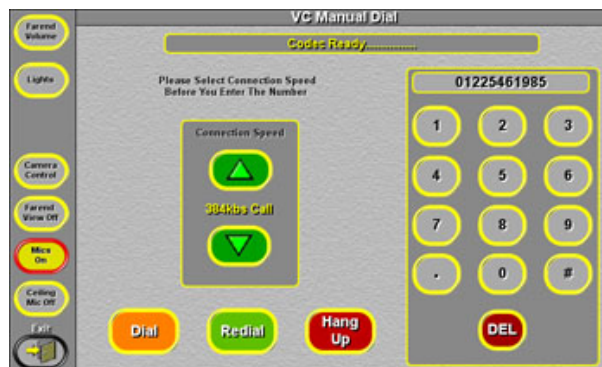 VC Manual Dial
Codec Ready..............
Farend
Volume
Lights
Camera
Control
Farend
View Off
Mics
On
Ceiling
Mic Off
Exit
Please Select Connection Speed
Before You Enter The Number
Connection Speed
384kbs Call
Dial
Redial
Hang
Up
01225461985
1 2 3
4 5 6
7 8 9
. 0 #
DEL